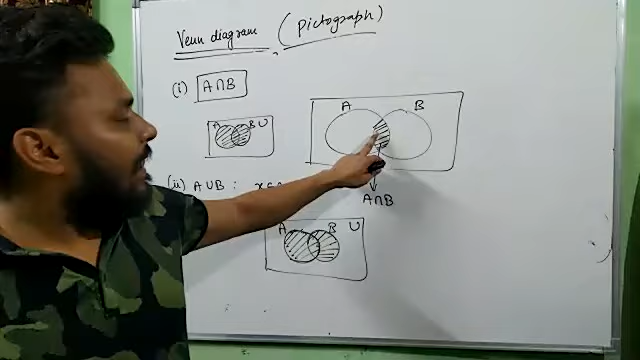 Venn diagram (Pictograph)
(i) A∩B
A B U
A B
A∩B
(ii) A∪B :
A B U